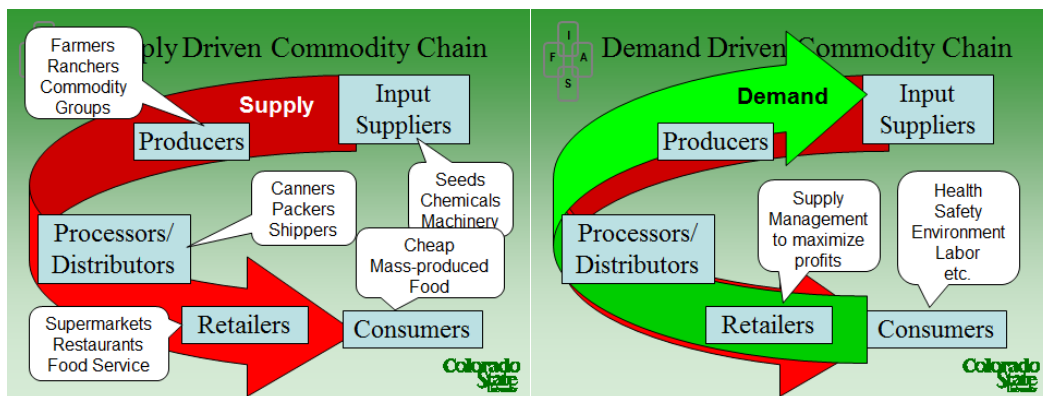 ply Driven Commodity Chain
Farmers
Ranchers
Commodity
Groups
Supply
Input
Suppliers
Producers
Seeds
Chemicals
Machinery
Canners
Packers
Shippers
Processors/
Distributors
Cheap
Mass-produced
Food
Supermarkets
Restaurants
Food Service
Retailers
Consumers
Colorado
State
I
F A
S
Demand Driven Commodity Chain
Demand
Input
Suppliers
Producers
Supply
Management
to maximize
profits
Health
Safety
Environment
Labor
etc.
Processors/
Distributors
Retailers
Consumers
Colorado
State